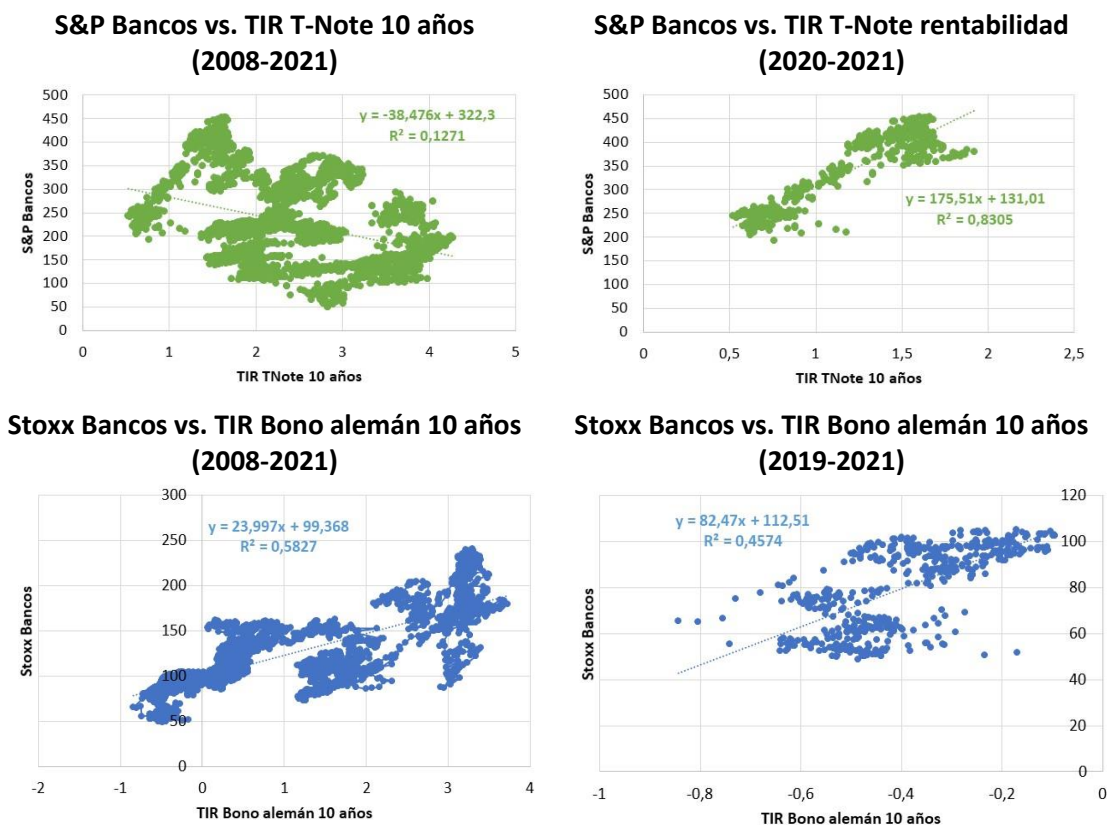 S&P Bancos vs. TIR T-Note 10 años
(2008-2021)
500
450
400
350
300
250
200
150
100
50
0
S&P Bancos
y = -38,476x + 322,3
R² = 0,1271
0 1 2 3 4 5
TIR TNote 10 años
S&P Bancos vs. TIR T-Note rentabilidad
(2020-2021)
500
450
400
350
300
250
200
150
100
50
0
S&P Bancos
y = 175,51x + 131,01
R² = 0,8305
0 0,5 1 1,5 2 2,5
TIR TNote 10 años
Stoxx Bancos vs. TIR Bono alemán 10 años
(2008-2021)
300
250
200
150
100
50
0
Stoxx Bancos
y = 23,997x + 99,368
R² = 0,5827
-2 -1 0 1 2 3 4
TIR Bono alemán 10 años
Stoxx Bancos vs. TIR Bono alemán 10 años
(2019-2021)
120
100
80
60
40
20
0
Stoxx Bancos
y = 82,47x + 112,51
R² = 0,4574
-1 -0,8 -0,6 -0,4 -0,2 0
TIR Bono alemán 10 años